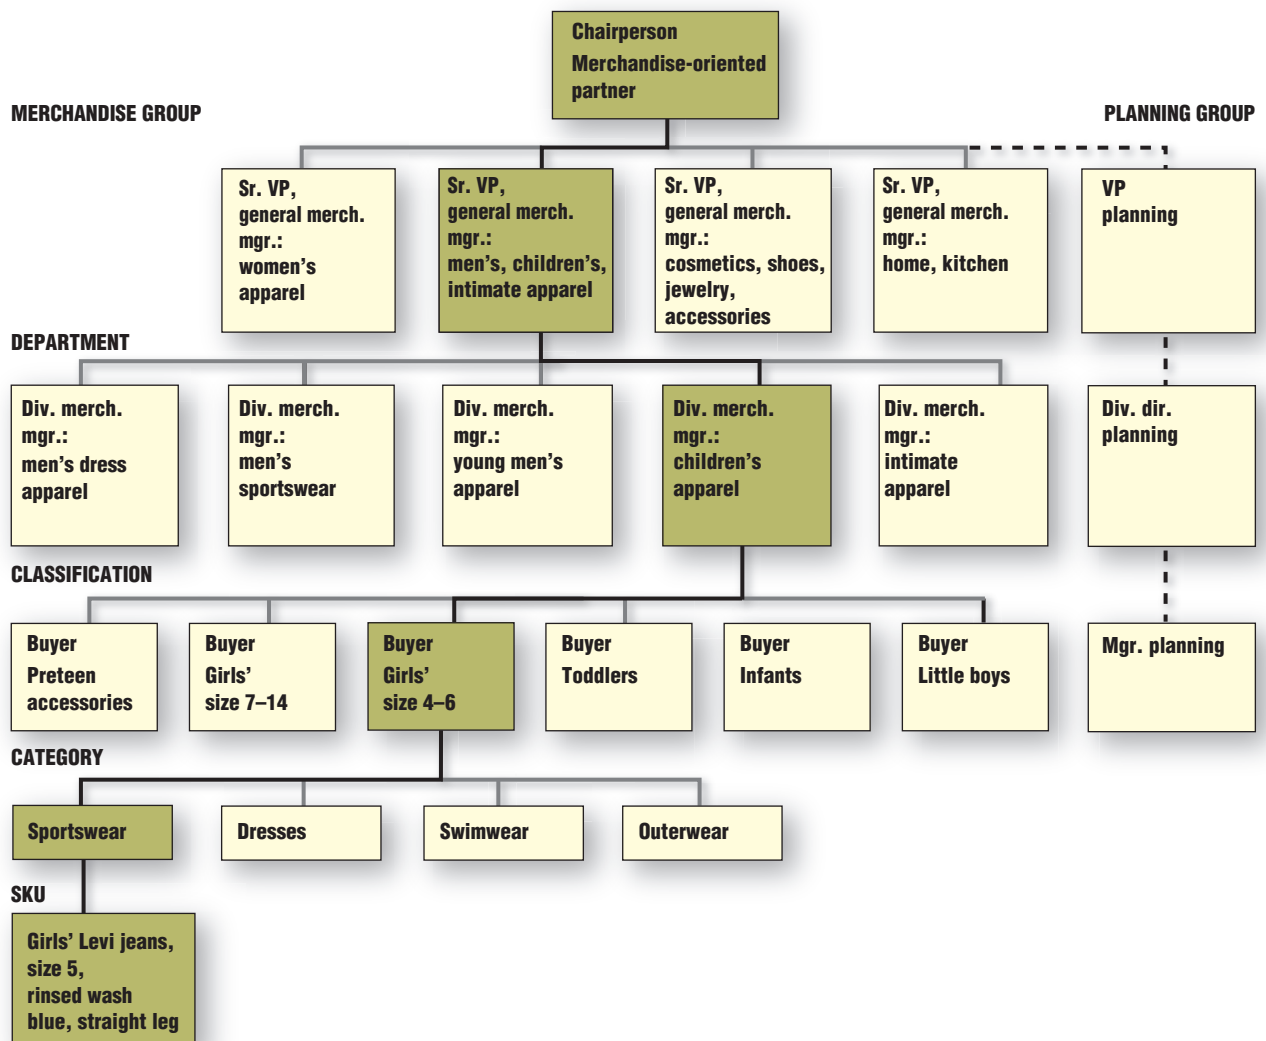 Chairperson
Merchandise-oriented
partner
MERCHANDISE GROUP
PLANNING GROUP
Sr. VP,
general merch.
mgr.:
women's
apparel
Sr. VP,
general merch.
mgr.:
men's, children's,
intimate apparel
Sr. VP,
general merch.
mgr.:
cosmetics, shoes,
jewelry,
accessories
Sr. VP,
general merch.
mgr.:
home, kitchen
VP
planning
DEPARTMENT
Div. merch.
mgr.:
men's dress
apparel
Div. merch.
mgr.:
men's
sportswear
Div. merch.
mgr.:
young men's
apparel
Div. merch.
mgr.:
children's
apparel
Div. merch.
mgr.:
intimate
apparel
Div. dir.
planning
CLASSIFICATION
Buyer
Preteen
accessories
Buyer
Girls'
size 7–14
Buyer
Girls'
size 4–6
Buyer
Toddlers
Buyer
Infants
Buyer
Little boys
Mgr. planning
CATEGORY
Sportswear
Dresses
Swimwear
Outerwear
SKU
Girls' Levi jeans,
size 5,
rinsed wash
blue, straight leg